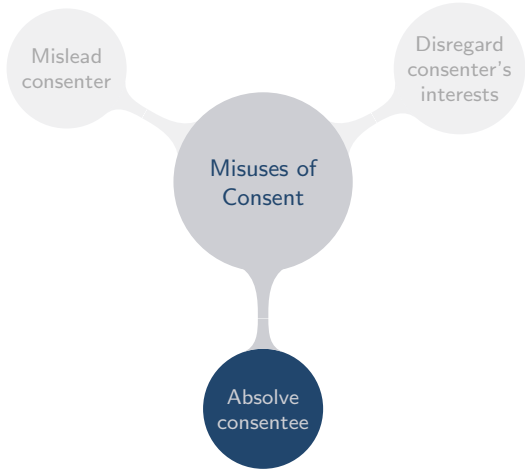 Mislead
consenter
Disregard
consenter's
interests
Misuses of
Consent
Absolve
consentee